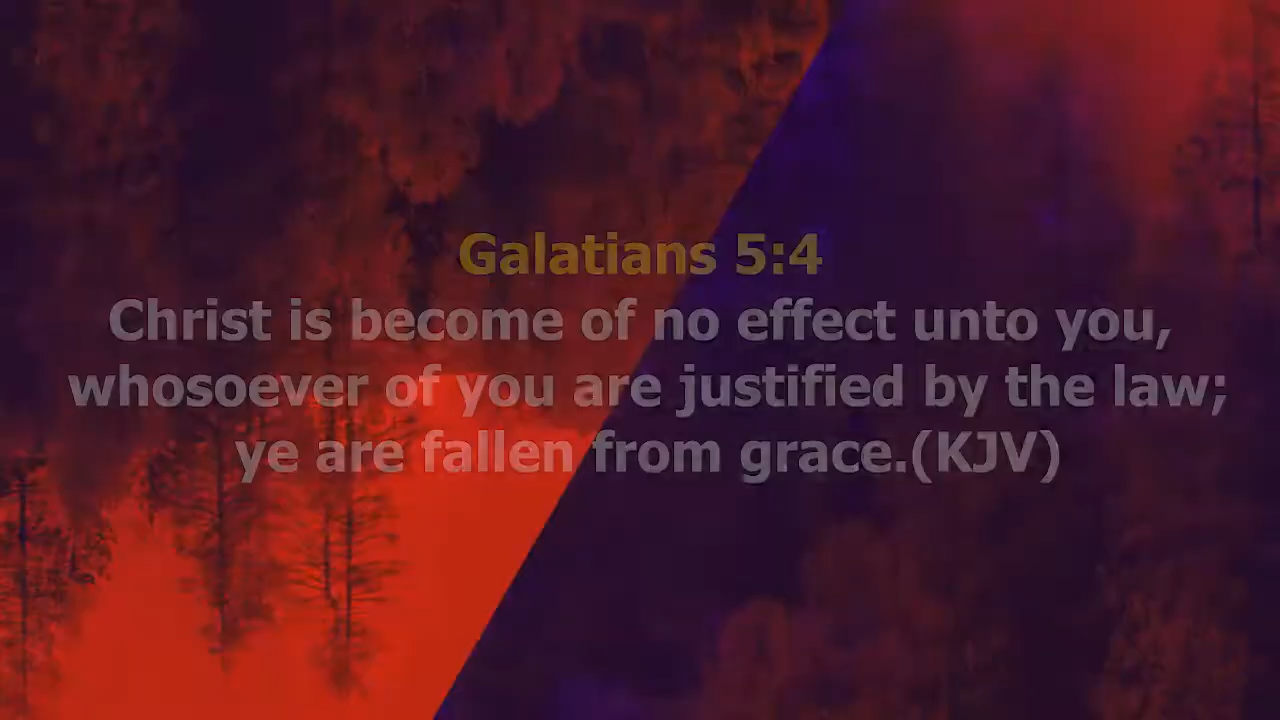 Galatians 5:4
Christ is become of no effect unto you,
whosoever of you are justified by the law;
ye are fallen from grace.(KJV)